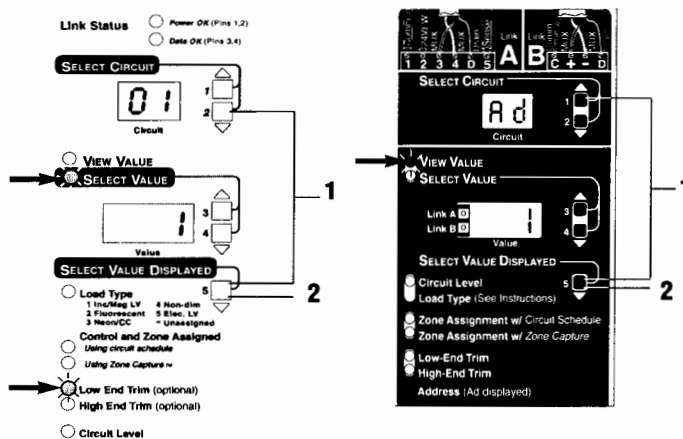 Link Status
Power OK (Pins 1,2)
Data OK (Pins 3,4)
SELECT CIRCUIT
01
1
2
Circuit
VIEW VALUE
SELECT VALUE
1
3
4
Value
SELECT VALUE DISPLAYED
5
Load Type
1 Inc/Mag LV 4 Non-dim
2 Fluorescent 5 Elec. LV
3 Neon/CC - Unassigned
Control and Zone Assigned
Using circuit schedule
Using Zone Capture ™
Low End Trim (optional)
High End Trim (optional)
Circuit Level
1
2
Link
A B
Link
MUX MUX
1 2 3 4 D
C + - D
SELECT CIRCUIT
Ad
1
2
Circuit
VIEW VALUE
SELECT VALUE
Link A
Link B
1
1
3
4
Value
SELECT VALUE DISPLAYED
5
Circuit Level
Load Type (See Instructions)
Zone Assignment w/ Circuit Schedule
Zone Assignment w/ Zone Capture
Low-End Trim
High-End Trim
Address (Ad displayed)
2